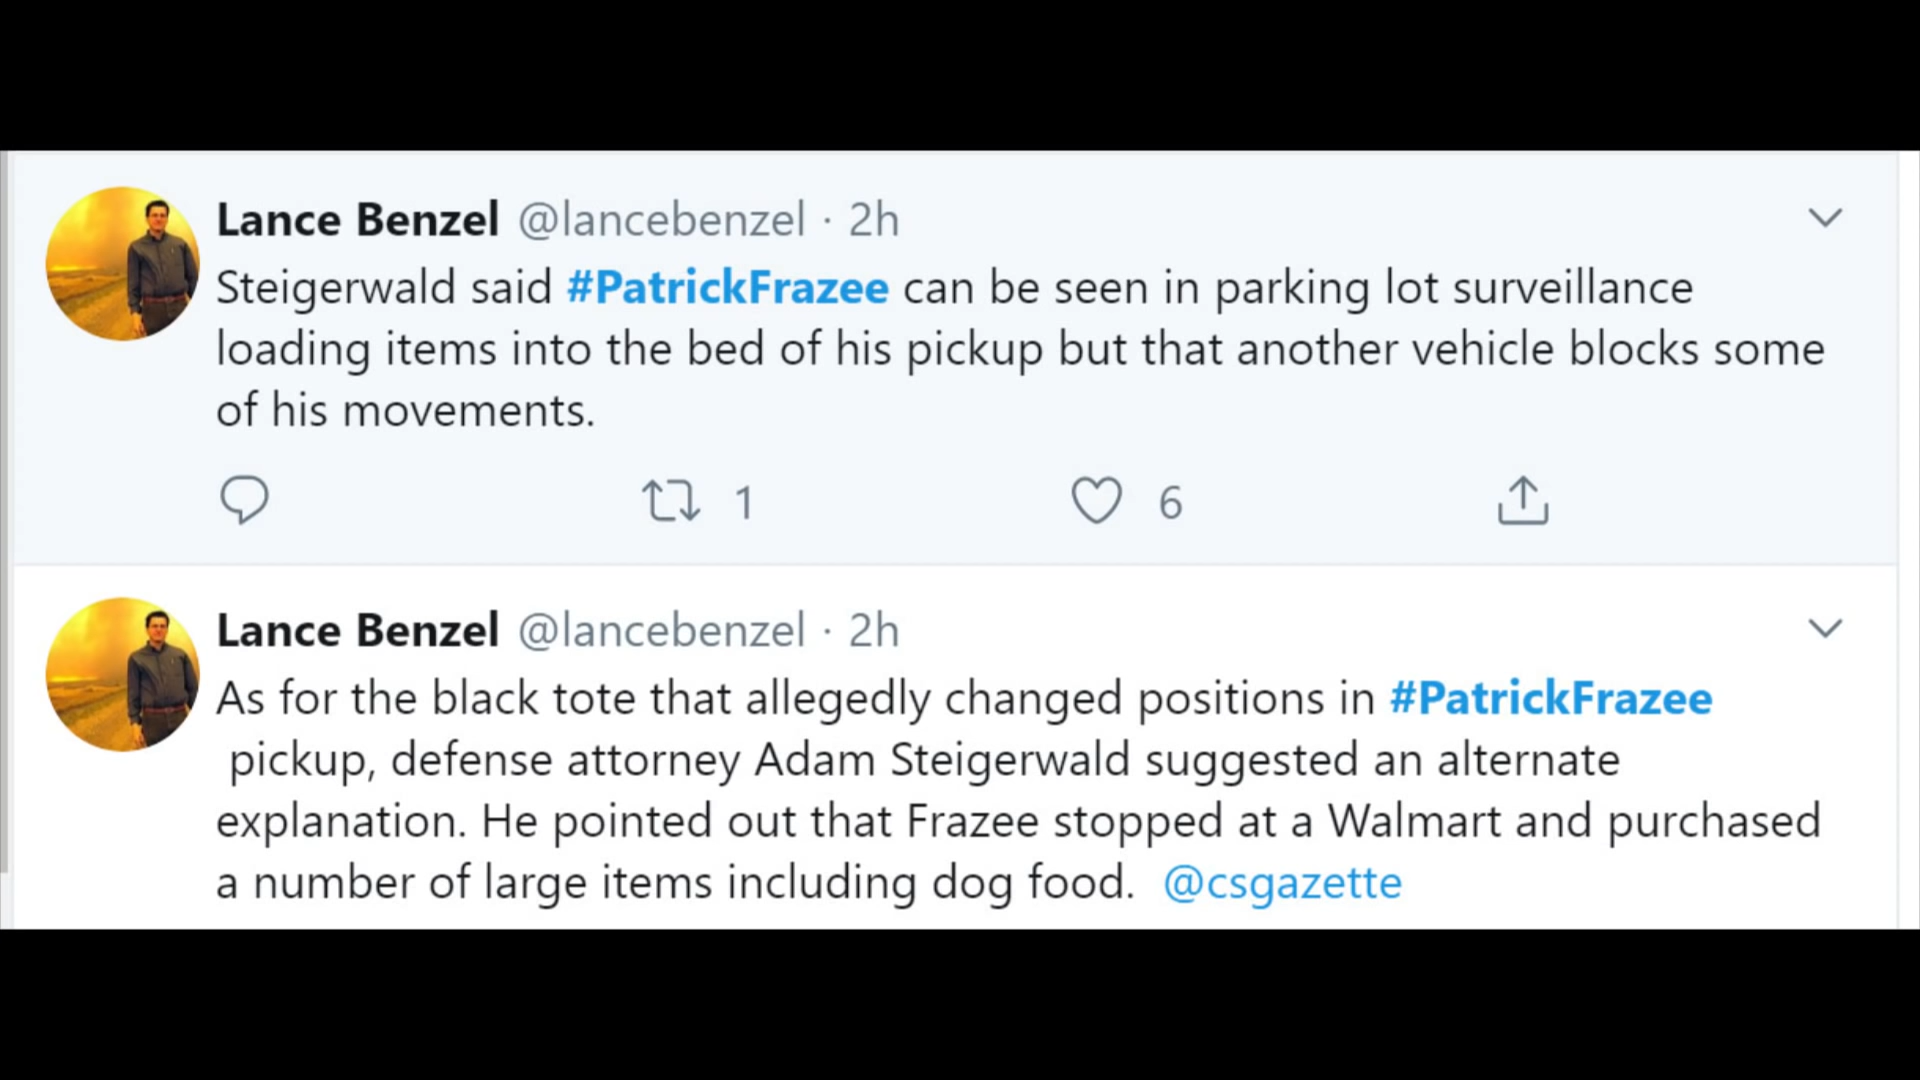 Lance Benzel @lancebenzel · 2h
Steigerwald said #PatrickFrazee can be seen in parking lot surveillance
loading items into the bed of his pickup but that another vehicle blocks some
of his movements.
1 6
Lance Benzel @lancebenzel · 2h
As for the black tote that allegedly changed positions in #PatrickFrazee
pickup, defense attorney Adam Steigerwald suggested an alternate
explanation. He pointed out that Frazee stopped at a Walmart and purchased
a number of large items including dog food. @csgazette